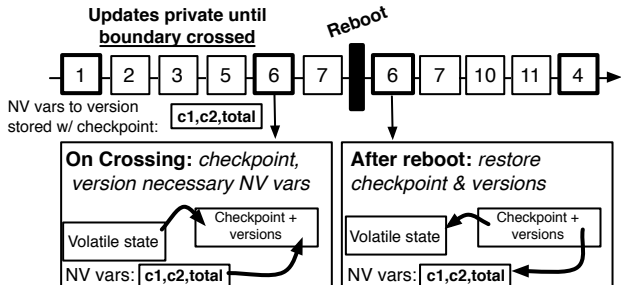 Updates private until
boundary crossed
Reboot
1 2 3 5 6 7 6 7 10 11 4
NV vars to version
stored w/ checkpoint: c1,c2,total
On Crossing: checkpoint,
version necessary NV vars
Checkpoint +
versions
Volatile state
NV vars: c1,c2,total
After reboot: restore
checkpoint & versions
Checkpoint +
versions
Volatile state
NV vars: c1,c2,total